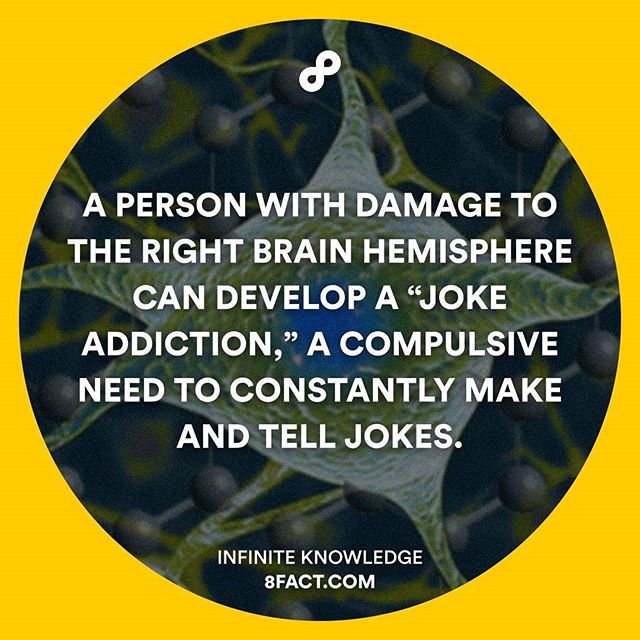 A PERSON WITH DAMAGE TO
THE RIGHT BRAIN HEMISPHERE
CAN DEVELOP A “JOKE
ADDICTION,” A COMPULSIVE
NEED TO CONSTANTLY MAKE
AND TELL JOKES.
INFINITE KNOWLEDGE
8FACT.COM